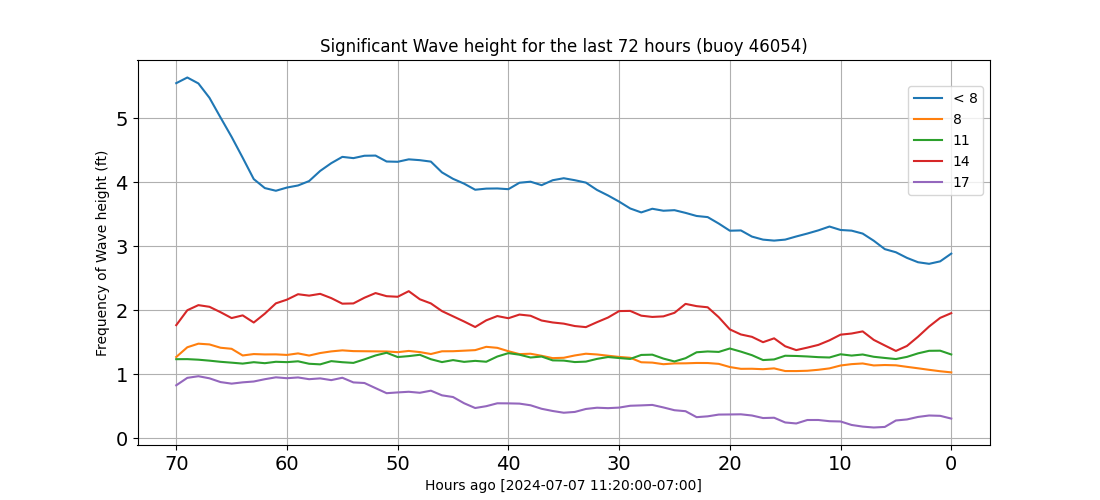 Significant Wave height for the last 72 hours (buoy 46054)
Frequency of Wave height (ft)
5
4
3
2
1
0
< 8
8
11
14
17
70 60 50 40 30 20 10 0
Hours ago [2024-07-07 11:20:00-07:00]